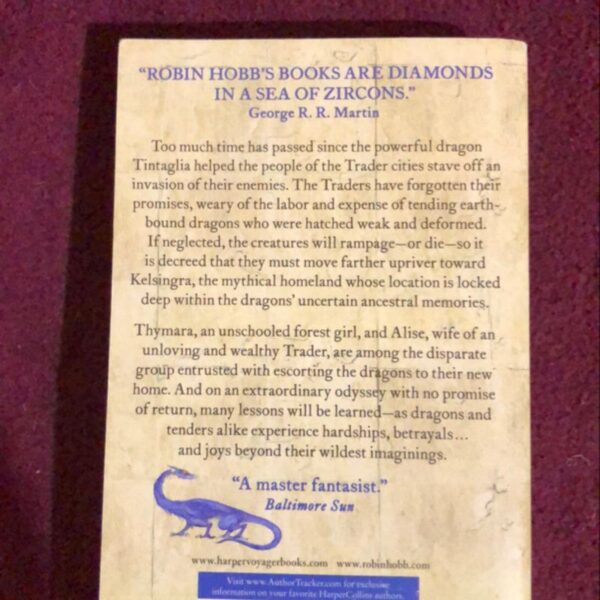 “ROBIN HOBB’S BOOKS ARE DIAMONDS
IN A SEA OF ZIRCONS.”
George R. R. Martin
Too much time has passed since the powerful dragon
Tintaglia helped the people of the Trader cities stave off an
invasion of their enemies. The Traders have forgotten their
promises, weary of the labor and expense of tending earth-
bound dragons who were hatched weak and deformed.
If neglected, the creatures will rampage—or die—so it
is decreed that they must move farther upriver toward
Kelsingra, the mythical homeland whose location is locked
deep within the dragons’ uncertain ancestral memories.
Thymara, an unschooled forest girl, and Alise, wife of an
unloving and wealthy Trader, are among the disparate
group entrusted with escorting the dragons to their new
home. And on an extraordinary odyssey with no promise
of return, many lessons will be learned—as dragons and
tenders alike experience hardships, betrayals…
and joys beyond their wildest imaginings.
“A master fantasist.”
Baltimore Sun
www.harpervoyagerbooks.com www.robinhobb.com
Visit www.AuthorTracker.com for exclusive
information on your favorite HarperCollins authors.